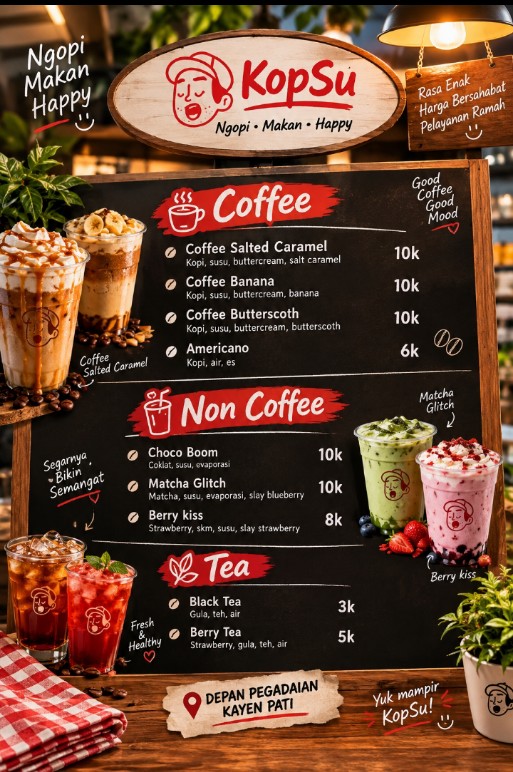 Ngopi
Makan
Happy
KopSu
Ngopi • Makan • Happy
Rasa Enak
Harga Bersahabat
Pelayanan Ramah
Coffee
Good
Coffee
Good
Mood
Coffee Salted Caramel 10k
Kopi, susu, buttercream, salt caramel
Coffee Banana 10k
Kopi, susu, buttercream, banana
Coffee Butterscoth 10k
Kopi, susu, buttercream, butterscoth
Americano 6k
Kopi, air, es
Coffee
Salted Caramel
Non Coffee
Matcha
Glitch
Choco Boom 10k
Coklat, susu, evaporasi
Matcha Glitch 10k
Matcha, susu, evaporasi, slay blueberry
Berry kiss 8k
Strawberry, skm, susu, slay strawberry
Segarnya
Bikin
Semangat
Berry kiss
Tea
Black Tea 3k
Gula, teh, air
Berry Tea 5k
Strawberry, gula, teh, air
Fresh
&
Healthy
DEPAN PEGADAIAN
KAYEN PATI
Yuk mampir
KopSu!